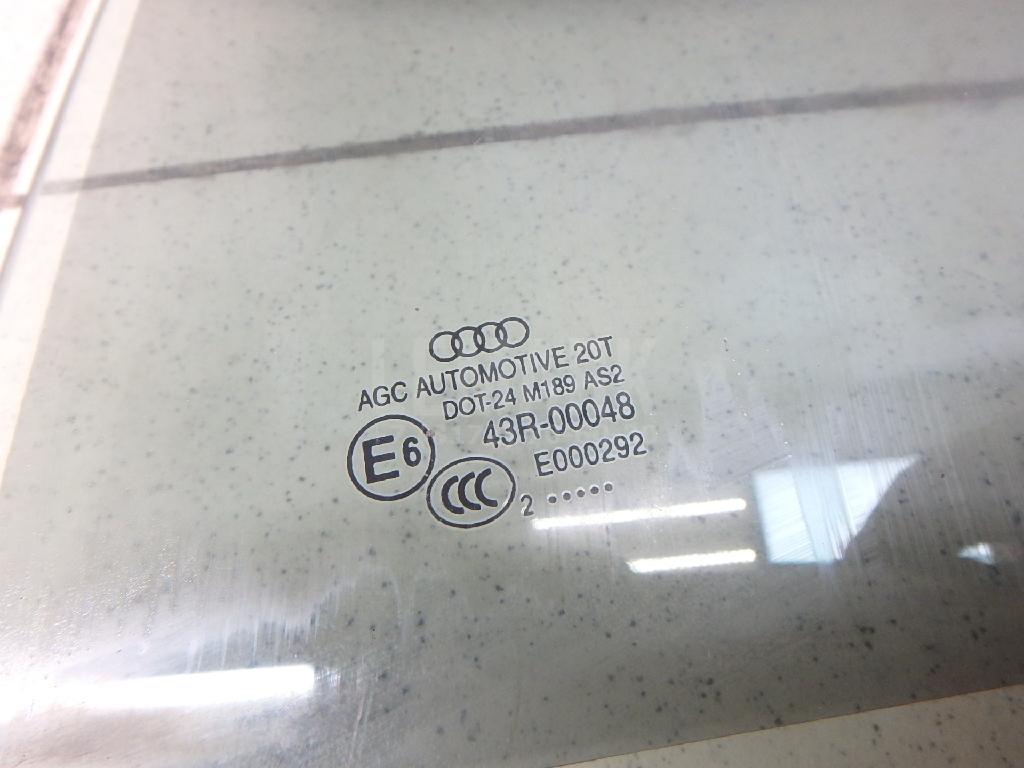 AGC AUTOMOTIVE 20T
DOT-24 M189 AS2
43R-00048
E6
E000292
CCC
2 •••••